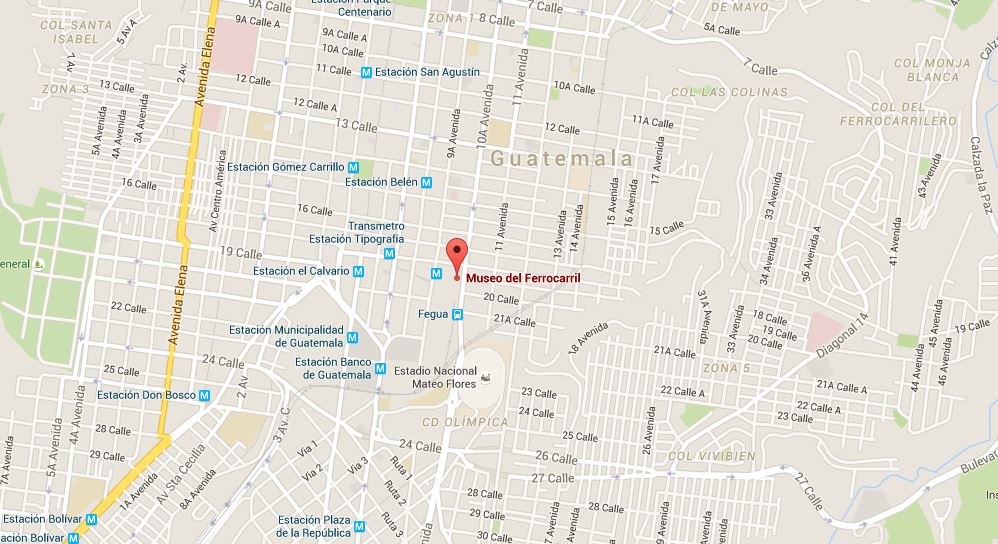 Estación Parque
Centenario
ZONA 1
8 Calle
7 Calle
DE MAYO
5A Calle
COL SANTA
ISABEL
5 Av
9A Calle A
9A Calle
10A Calle
11 Calle
Estación San Agustín
Avenida Elena
2 Av.
7 Calle
COL MONJA
BLANCA
ZONA 3
13 Calle
12 Calle A
13 Calle
3A Avenida
5A Avenida
9A Avenida
10A Avenida
11 Avenida
10A Calle
11A Calle
12 Calle
COL LAS COLINAS
COL DEL
FERROCARRILERO
Calzada la Paz
Guatemala
Estación Gómez Carrillo
Estación Belén
16 Calle
Av Centro América
16 Calle
17 Avenida
15 Avenida
16 Avenida
33 Avenida
43 Avenida
41 Avenida
Transmetro
Estación Tipografía
11 Avenida
13 Avenida
14 Avenida
15 Calle
34 Avenida
36 Avenida A
19 Calle
eneral
Estación el Calvario
Museo del Ferrocarril
20 Calle
21A Calle
22 Calle
Avenida Elena
Fegua
31A Avenida
18 Calle
19 Calle
20 Calle
Diagonal 14
19 Calle
Estación Municipalidad
de Guatemala
18 Avenida
21A Calle
22 Calle
24 Calle
Estación Banco
de Guatemala
Estadio Nacional
Mateo Flores
ZONA 5
25 Calle
2 Av
Estación Don Bosco
21A Calle
22 Calle A
22 Calle A
23 Calle
44 Avenida
46 Avenida
45 Avenida
4A Avenida
5A Avenida
7A Avenida
28 Calle
29 Calle
3 Av. C
CD OLÍMPICA
23 Calle
24 Calle
25 Calle
26 Calle
27 Calle
26 Avenida
COL VIVIBIEN
24 Calle
27 Calle
Bulevar
Av Sta Cecilia
1A Avenida
8A Avenida
Via 1
Via 2
Via 3
Ruta 1
Ruta 2
Ruta 3
28 Calle
28 Calle
29 Calle
30 Calle
Ins
Estación Bolívar
tación Bolívar
Estación Plaza
de la República